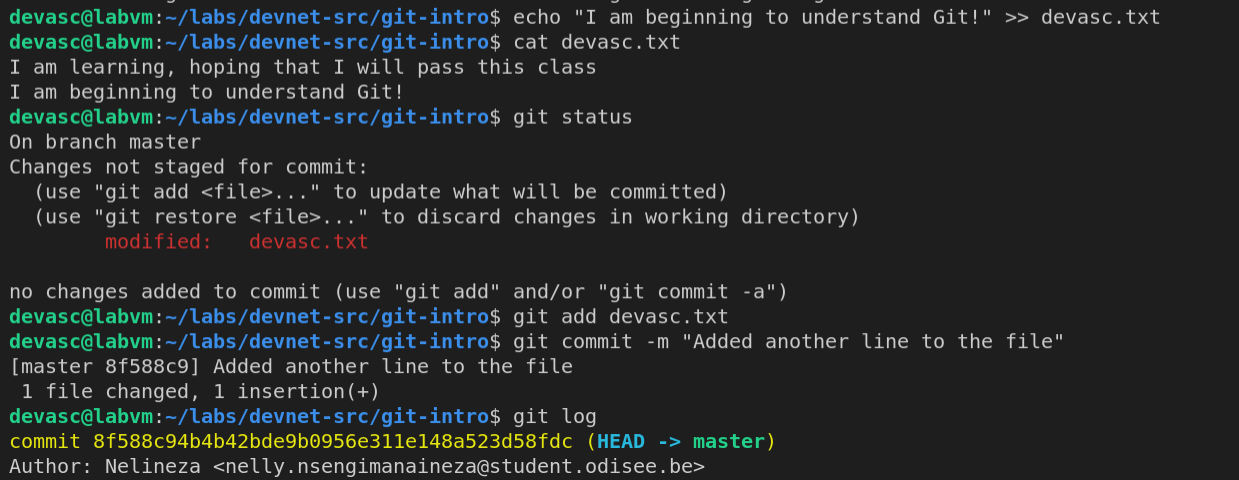 devasc@labvm:~/labs/devnet-src/git-intro$ echo "I am beginning to understand Git!" >> devasc.txt
devasc@labvm:~/labs/devnet-src/git-intro$ cat devasc.txt
I am learning, hoping that I will pass this class
I am beginning to understand Git!
devasc@labvm:~/labs/devnet-src/git-intro$ git status
On branch master
Changes not staged for commit:
  (use "git add <file>..." to update what will be committed)
  (use "git restore <file>..." to discard changes in working directory)
        modified:   devasc.txt

no changes added to commit (use "git add" and/or "git commit -a")
devasc@labvm:~/labs/devnet-src/git-intro$ git add devasc.txt
devasc@labvm:~/labs/devnet-src/git-intro$ git commit -m "Added another line to the file"
[master 8f588c9] Added another line to the file
 1 file changed, 1 insertion(+)
devasc@labvm:~/labs/devnet-src/git-intro$ git log
commit 8f588c94b4b42bde9b0956e311e148a523d58fdc (HEAD -> master)
Author: Nelineza <nelly.nsengimanaineza@student.odisee.be>